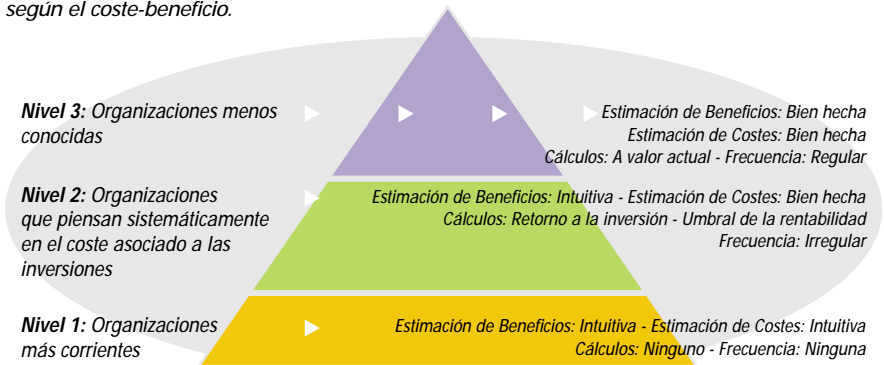 según el coste-beneficio.
Nivel 3: Organizaciones menos
conocidas
Estimación de Beneficios: Bien hecha
Estimación de Costes: Bien hecha
Cálculos: A valor actual - Frecuencia: Regular
Nivel 2: Organizaciones
que piensan sistemáticamente
en el coste asociado a las
inversiones
Estimación de Beneficios: Intuitiva - Estimación de Costes: Bien hecha
Cálculos: Retorno a la inversión - Umbral de la rentabilidad
Frecuencia: Irregular
Nivel 1: Organizaciones
más corrientes
Estimación de Beneficios: Intuitiva - Estimación de Costes: Intuitiva
Cálculos: Ninguno - Frecuencia: Ninguna